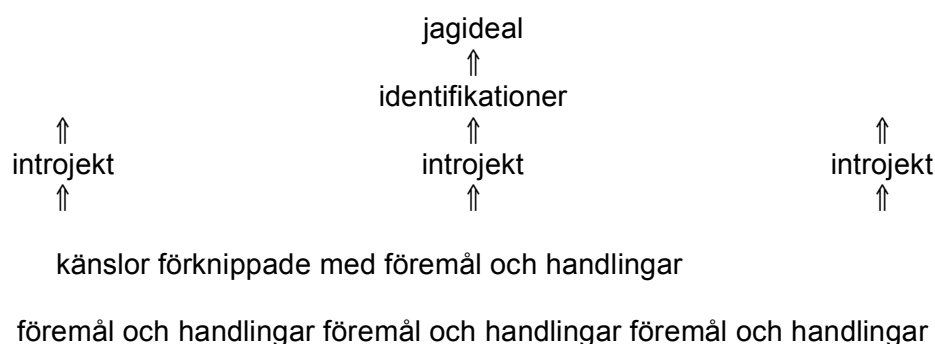 jagideal
⇑
identifikationer
⇑ ⇑ ⇑
introjekt introjekt introjekt
⇑ ⇑ ⇑
känslor förknippade med föremål och handlingar
föremål och handlingar föremål och handlingar föremål och handlingar